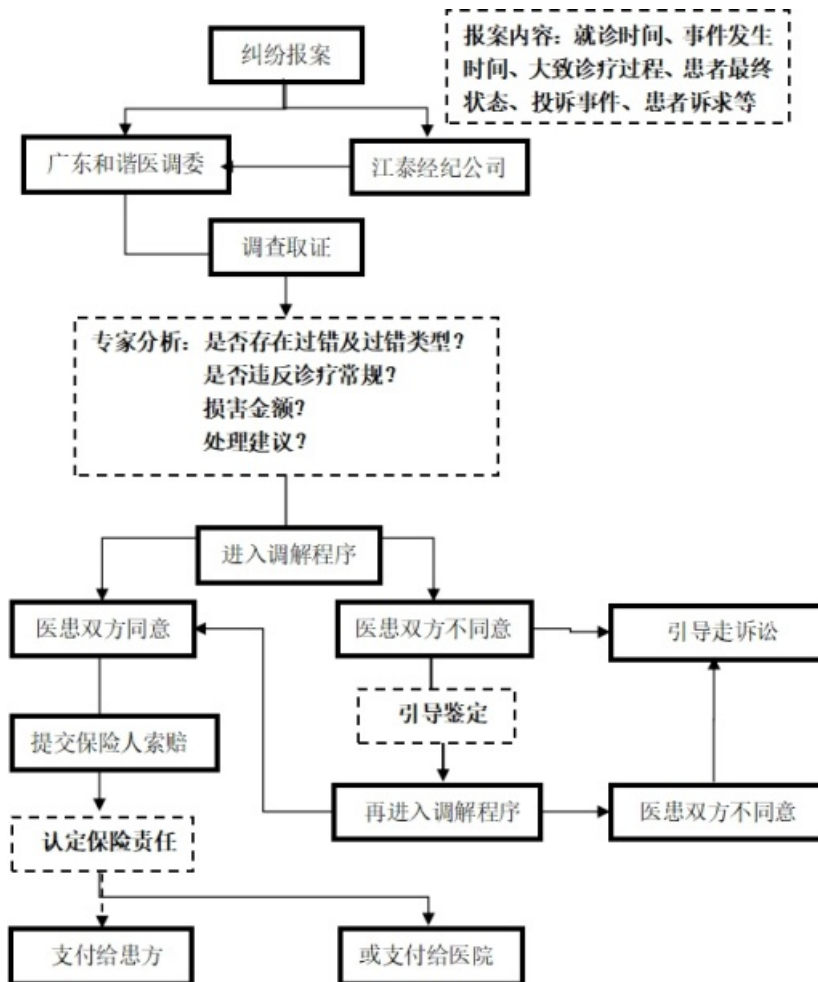 纠纷报案
报案内容：就诊时间、事件发生
时间、大致诊疗过程、患者最终
状态、投诉事件、患者诉求等
广东和谐医调委
江泰经纪公司
调查取证
专家分析：是否存在过错及过错类型？
是否违反诊疗常规？
损害金额？
处理建议？
进入调解程序
医患双方同意
医患双方不同意
引导走诉讼
引导鉴定
提交保险人索赔
再进入调解程序
医患双方不同意
认定保险责任
支付给患方
或支付给医院